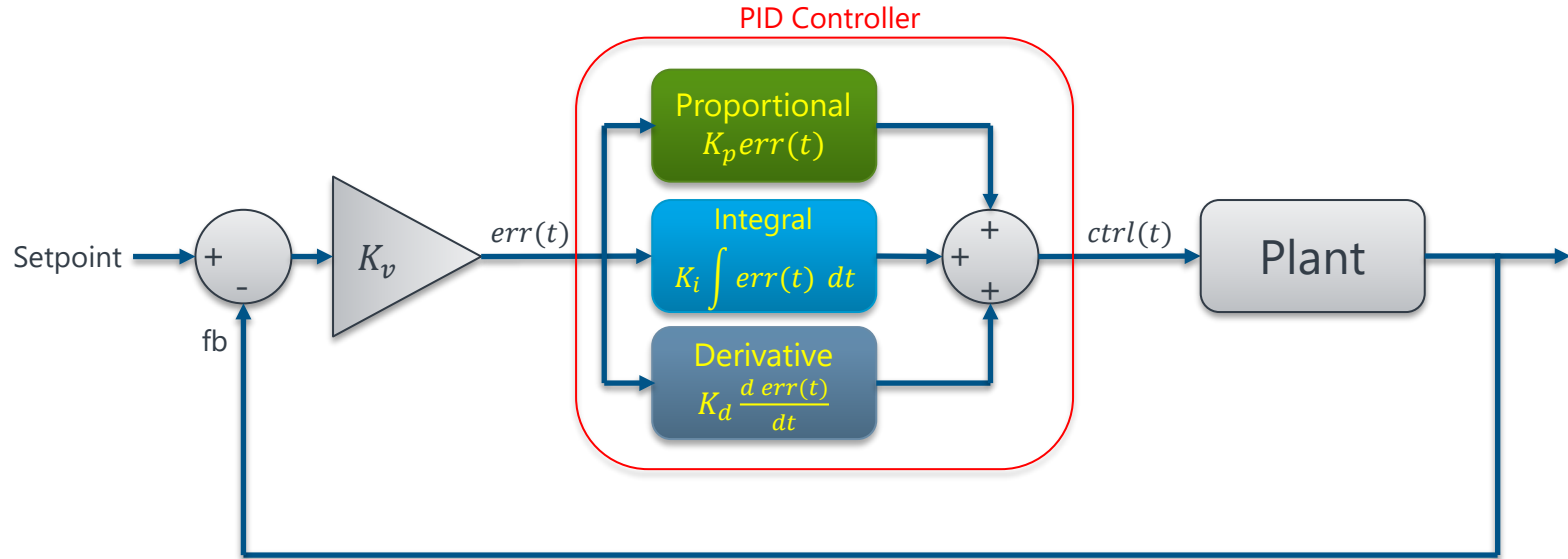 PID Controller
Proportional
K_p err(t)
Integral
K_i ∫ err(t) dt
Derivative
K_d d err(t)/dt
Setpoint
+
-
fb
K_v
err(t)
+
+
+
ctrl(t)
Plant